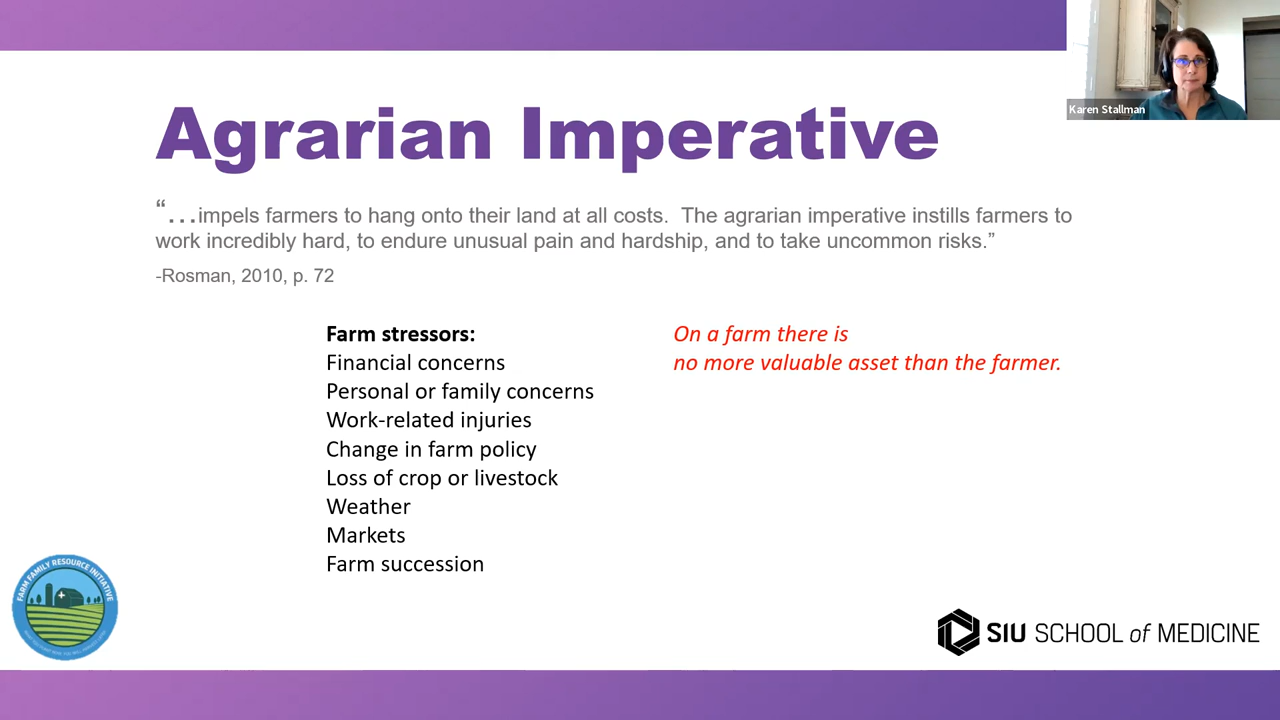 Karen Stallman
Agrarian Imperative
“...impels farmers to hang onto their land at all costs.  The agrarian imperative instills farmers to
work incredibly hard, to endure unusual pain and hardship, and to take uncommon risks.”
-Rosman, 2010, p. 72
Farm stressors:
Financial concerns
Personal or family concerns
Work-related injuries
Change in farm policy
Loss of crop or livestock
Weather
Markets
Farm succession
On a farm there is
no more valuable asset than the farmer.
FARM FAMILY RESOURCE INITIATIVE
SIU SCHOOL of MEDICINE